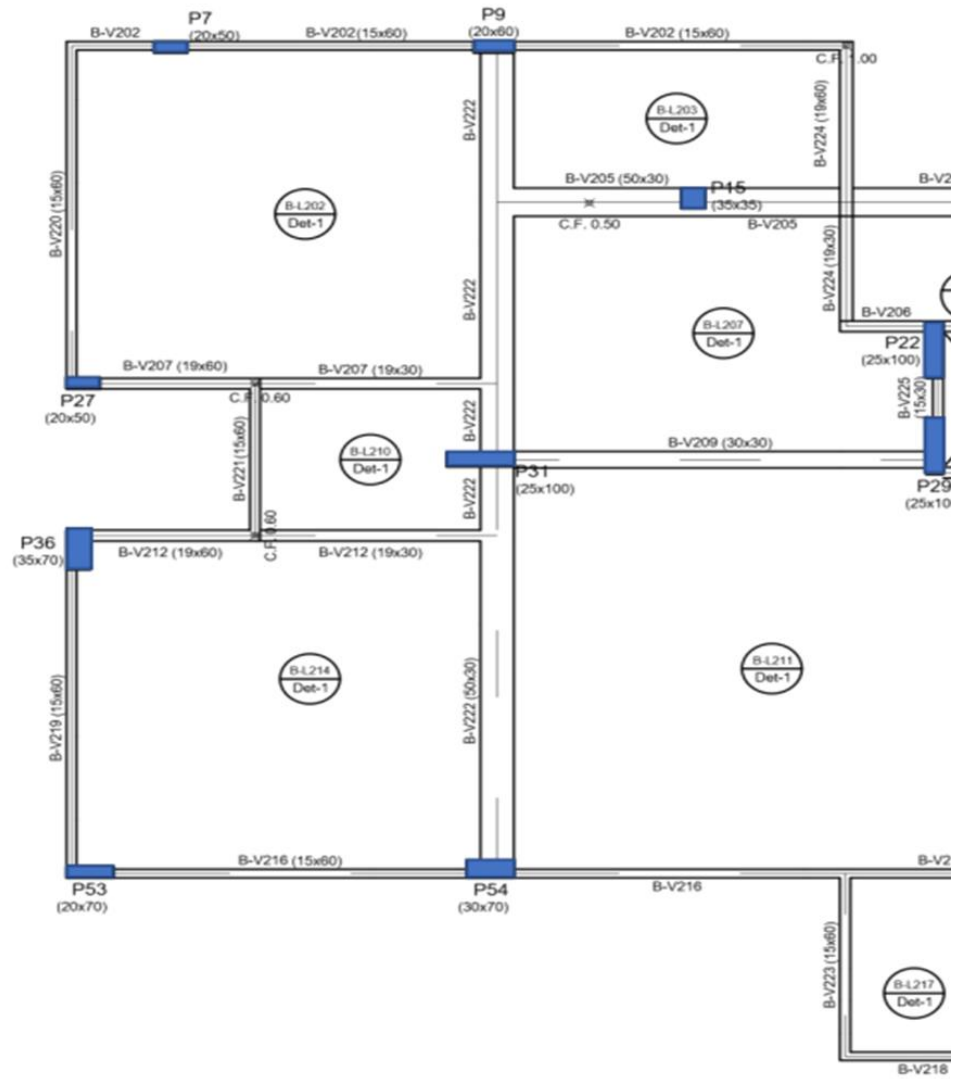 P7
P9
B-V202
(20x50)
B-V202 (15x60)
(20x60)
B-V202 (15x60)
C.F. 1.00
B-V222
B-L203
Det-1
B-V224 (19x60)
B-V205 (50x30)
P15
(35x35)
B-V2
B-L202
Det-1
B-V220 (15x60)
C.F. 0.50
B-V205
B-V222
B-V224 (19x30)
B-V206
B-L207
Det-1
P22
(25x100)
B-V207 (19x60)
B-V207 (19x30)
C.F. 0.60
P27
(20x50)
B-V222
B-V225
(15x30)
B-V221 (15x60)
B-L210
Det-1
B-V209 (30x30)
P31
(25x100)
P29
(25x10
B-V222
C.F. 0.60
P36
(35x70)
B-V212 (19x60)
B-V212 (19x30)
B-L214
Det-1
B-L211
Det-1
B-V219 (15x60)
B-V222 (50x30)
B-V216 (15x60)
B-V2
P53
(20x70)
P54
(30x70)
B-V216
B-V223 (15x60)
B-L217
Det-1
B-V218